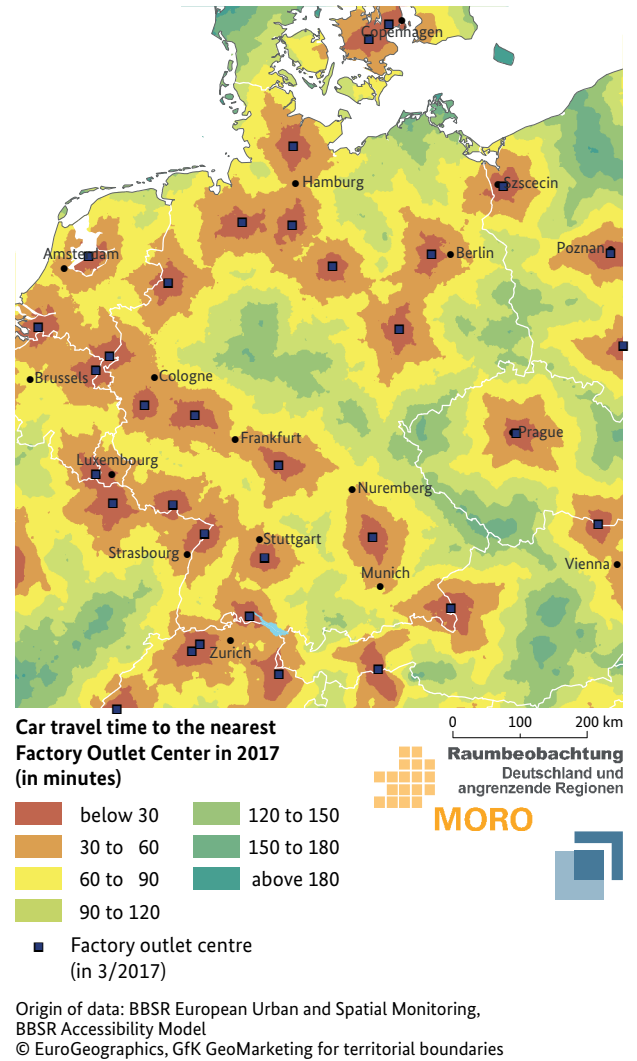 Copenhagen
Hamburg
Szscecin
Amsterdam
Berlin
Poznan
Brussels
Cologne
Frankfurt
Prague
Luxembourg
Nuremberg
Strasbourg
Stuttgart
Vienna
Munich
Zurich
Car travel time to the nearest
Factory Outlet Center in 2017
(in minutes)
0 100 200 km
Raumbeobachtung
Deutschland und
angrenzende Regionen
MORO
below 30
30 to 60
60 to 90
90 to 120
120 to 150
150 to 180
above 180
Factory outlet centre
(in 3/2017)
Origin of data: BBSR European Urban and Spatial Monitoring,
BBSR Accessibility Model
© EuroGeographics, GfK GeoMarketing for territorial boundaries